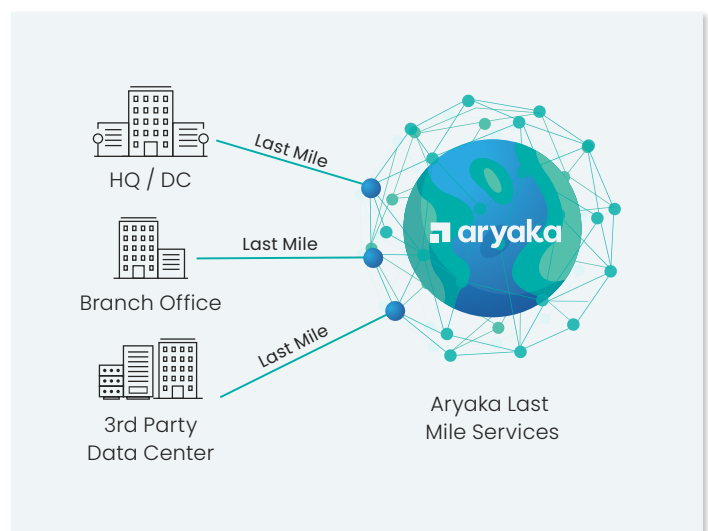 Last Mile
HQ / DC
Last Mile
aryaka
Branch Office
Last Mile
3rd Party
Data Center
Aryaka Last
Mile Services